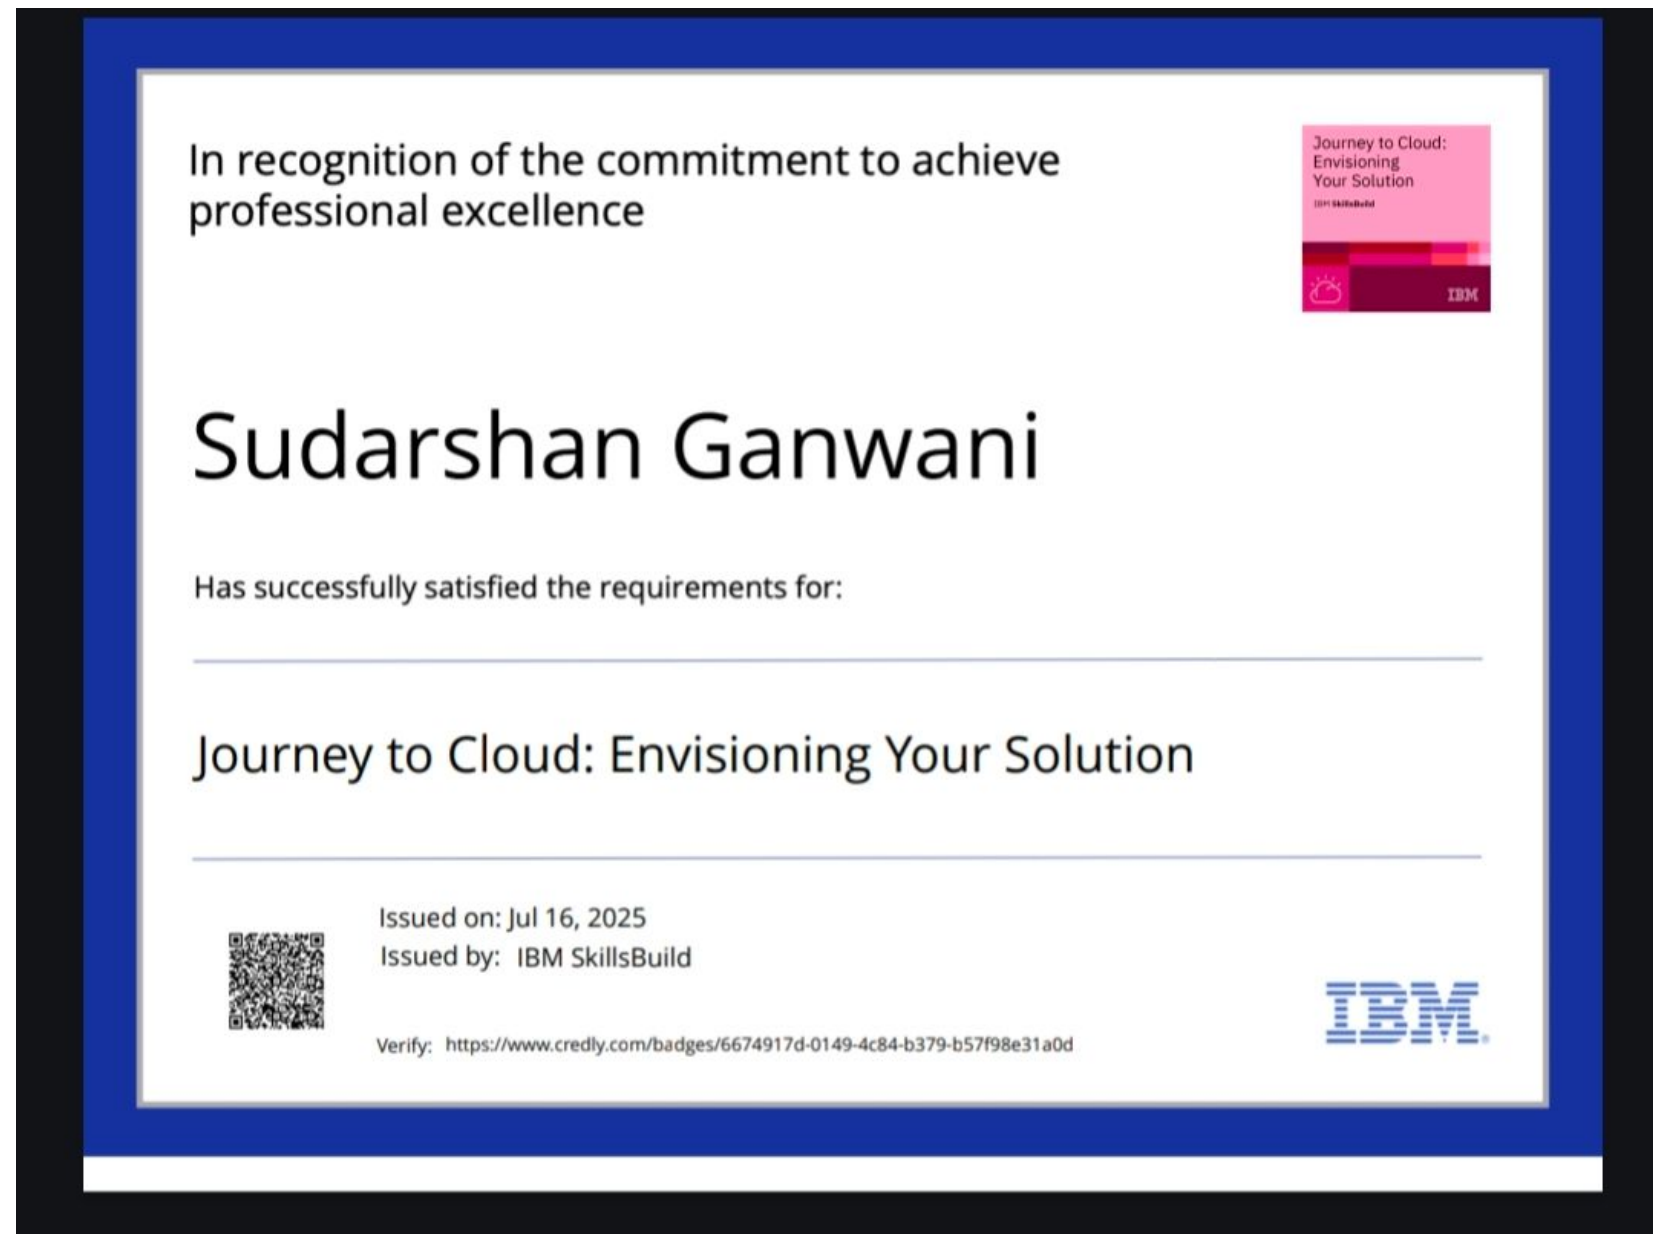 In recognition of the commitment to achieve
professional excellence
Journey to Cloud:
Envisioning
Your Solution
IBM SkillsBuild
IBM
Sudarshan Ganwani
Has successfully satisfied the requirements for:
Journey to Cloud: Envisioning Your Solution
Issued on: Jul 16, 2025
Issued by: IBM SkillsBuild
Verify: https://www.credly.com/badges/6674917d-0149-4c84-b379-b57f98e31a0d
IBM®